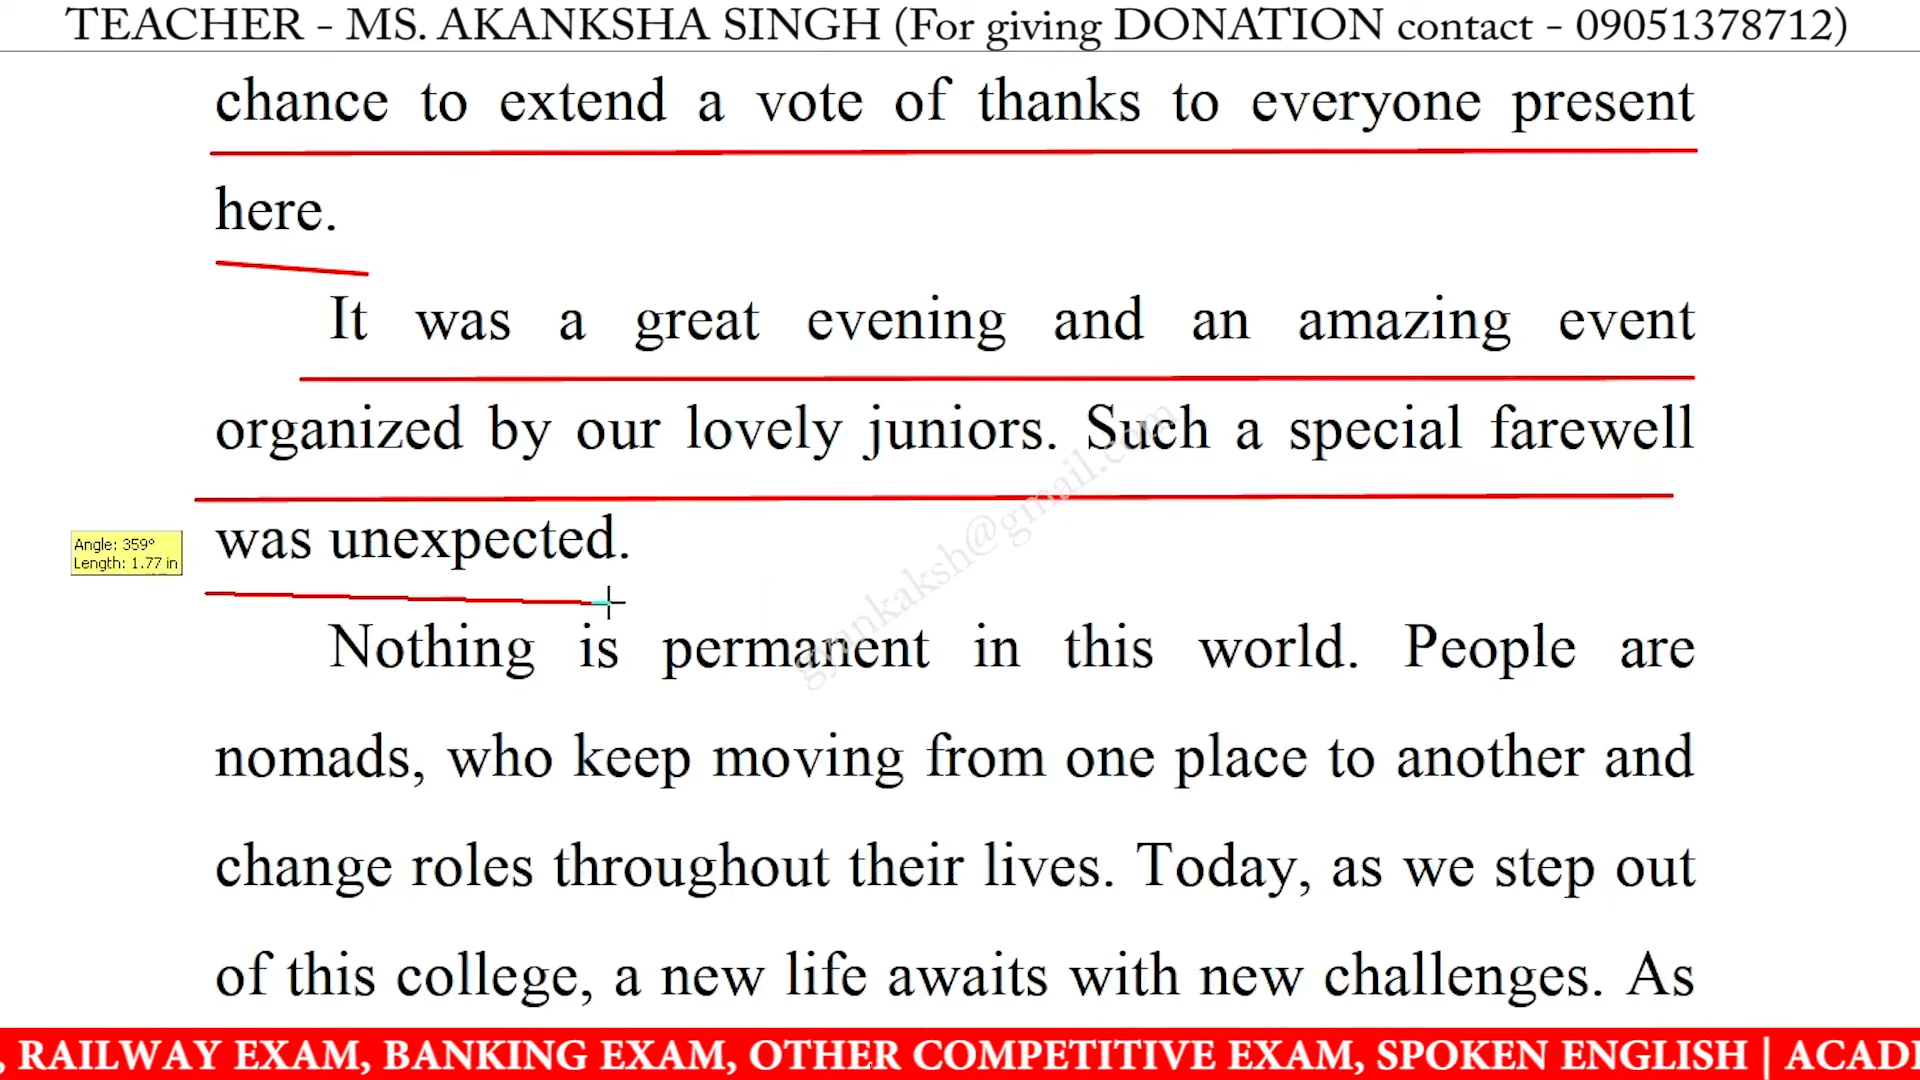 TEACHER - MS. AKANKSHA SINGH (For giving DONATION contact - 09051378712)
chance to extend a vote of thanks to everyone present
here.
It was a great evening and an amazing event
organized by our lovely juniors. Such a special farewell
was unexpected.
Angle: 359°
Length: 1.77 in
gyankaksh@gmail.com
Nothing is permanent in this world. People are
nomads, who keep moving from one place to another and
change roles throughout their lives. Today, as we step out
of this college, a new life awaits with new challenges. As
, RAILWAY EXAM, BANKING EXAM, OTHER COMPETITIVE EXAM, SPOKEN ENGLISH |